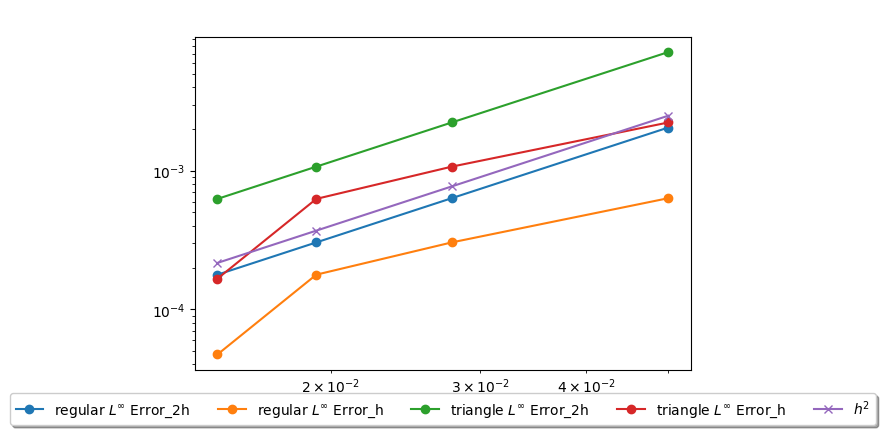 10⁻³
10⁻⁴
2 × 10⁻² 3 × 10⁻² 4 × 10⁻²
regular L∞ Error_2h regular L∞ Error_h triangle L∞ Error_2h triangle L∞ Error_h h²